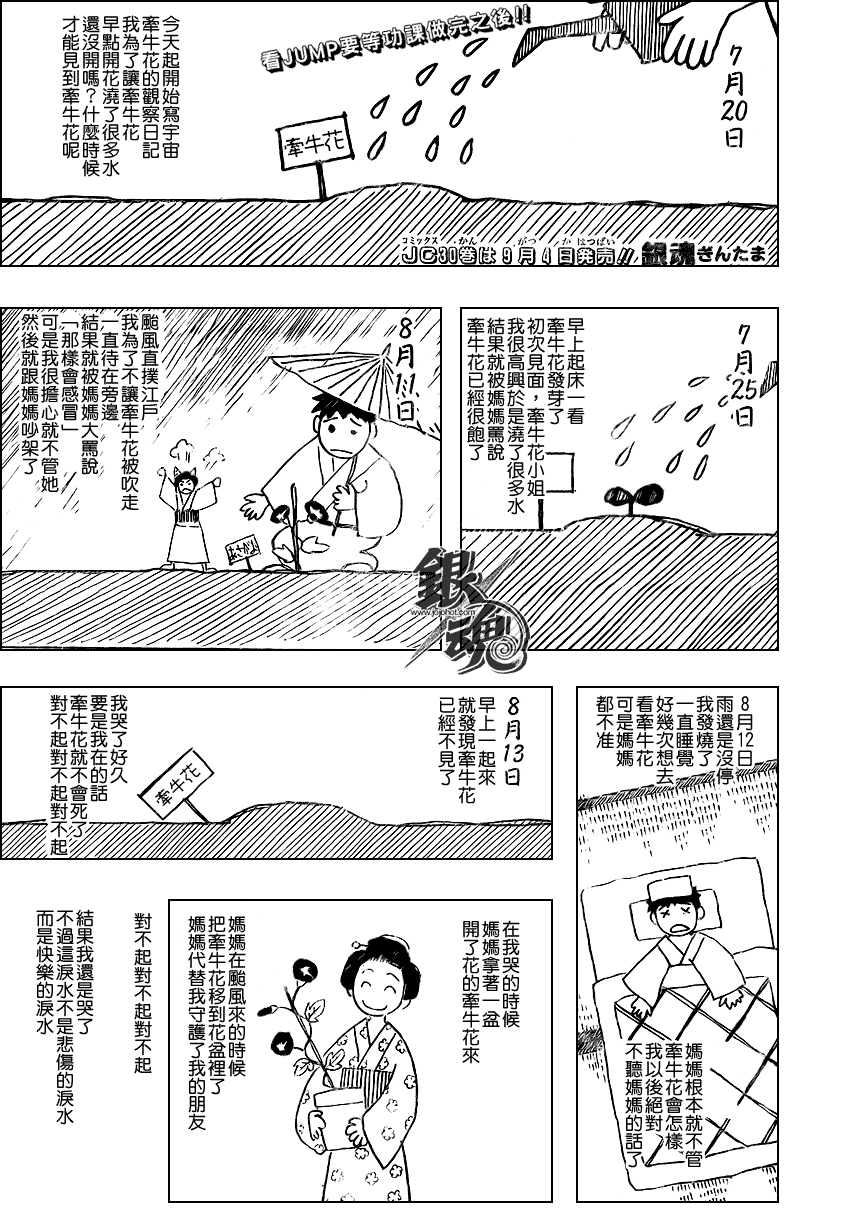 看JUMP要等功課做完之後!!
7月20日
今天起開始寫宇宙
牽牛花的觀察日記
我為了讓牽牛花
早點開花澆了很多水
還沒開嗎?什麼時候
才能見到牽牛花呢
牽牛花
コミックス かん がつ か はつばい
JC30巻は9月4日発売!! 銀魂ぎんたま
7月25日
早上起床一看
牽牛花發芽了
初次見面,牽牛花小姐
我很高興於是澆了很多水
結果就被媽媽罵說
牽牛花已經很飽了
8月11日
颱風直撲江戶
我為了不讓牽牛花被吹走
一直待在旁邊
結果就被媽媽大罵說
「那樣會感冒」
可是我很擔心就不管她
然後就跟媽媽吵架了
あさがお
銀魂
www.jojohot.com
8月12日
雨還是沒停
我發燒了
一直睡覺
好幾次想去
看牽牛花
可是媽媽
都不准
媽媽根本就不管
牽牛花會怎樣
我以後絕對
不聽媽媽的話了
8月13日
早上一起來
就發現牽牛花
已經不見了
牽牛花
我哭了好久
要是我在的話
牽牛花就不會死了
對不起對不起對不起
在我哭的時候
媽媽拿著一盆
開了花的牽牛花來
媽媽在颱風來的時候
把牽牛花移到花盆裡了
媽媽代替我守護了我的朋友
對不起對不起對不起
結果我還是哭了
不過這淚水不是悲傷的淚水
而是快樂的淚水